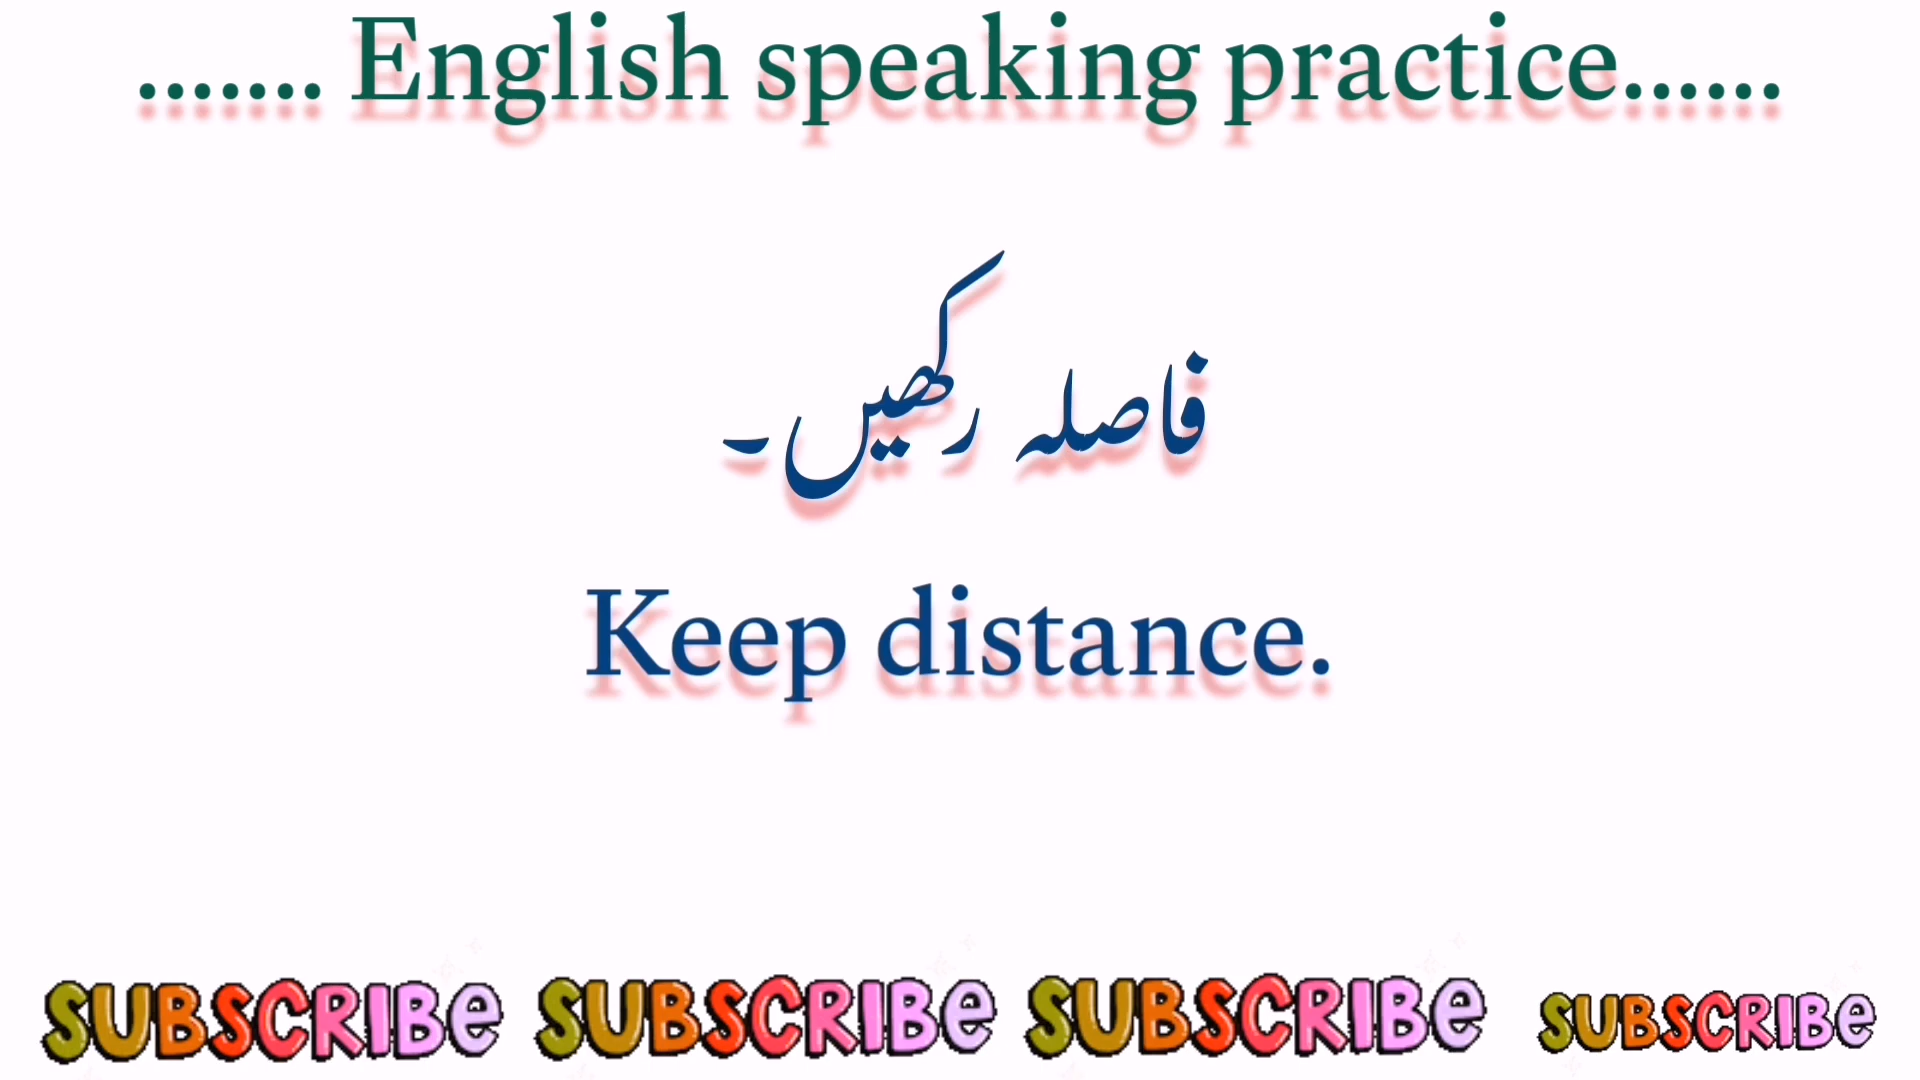 ....... English speaking practice......
فاصلہ رکھیں۔
Keep distance.
SUBSCRIBE SUBSCRIBE SUBSCRIBE SUBSCRIBE